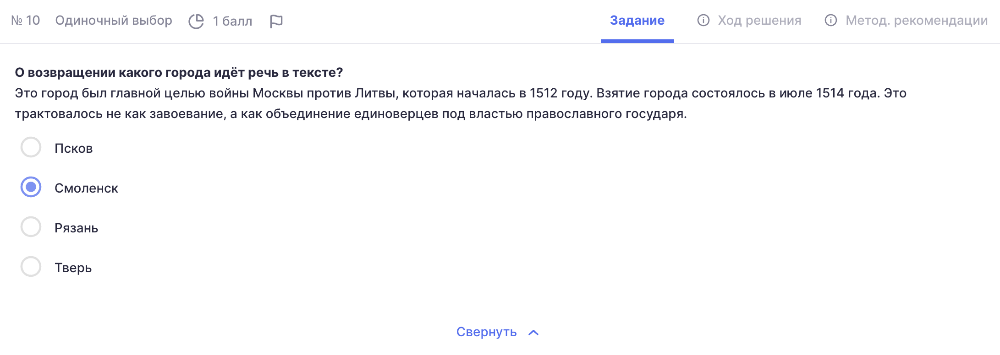 № 10 Одиночный выбор 1 балл Задание Ход решения Метод. рекомендации
О возвращении какого города идёт речь в тексте?
Это город был главной целью войны Москвы против Литвы, которая началась в 1512 году. Взятие города состоялось в июле 1514 года. Это
трактовалось не как завоевание, а как объединение единоверцев под властью православного государя.
Псков
Смоленск
Рязань
Тверь
Свернуть